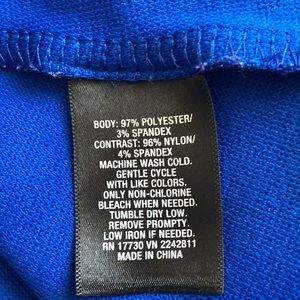 BODY: 97% POLYESTER/
3% SPANDEX
CONTRAST: 96% NYLON/
4% SPANDEX
MACHINE WASH COLD.
GENTLE CYCLE
WITH LIKE COLORS.
ONLY NON-CHLORINE
BLEACH WHEN NEEDED.
TUMBLE DRY LOW.
REMOVE PROMPTLY.
LOW IRON IF NEEDED.
RN 17730 VN 2242811
MADE IN CHINA